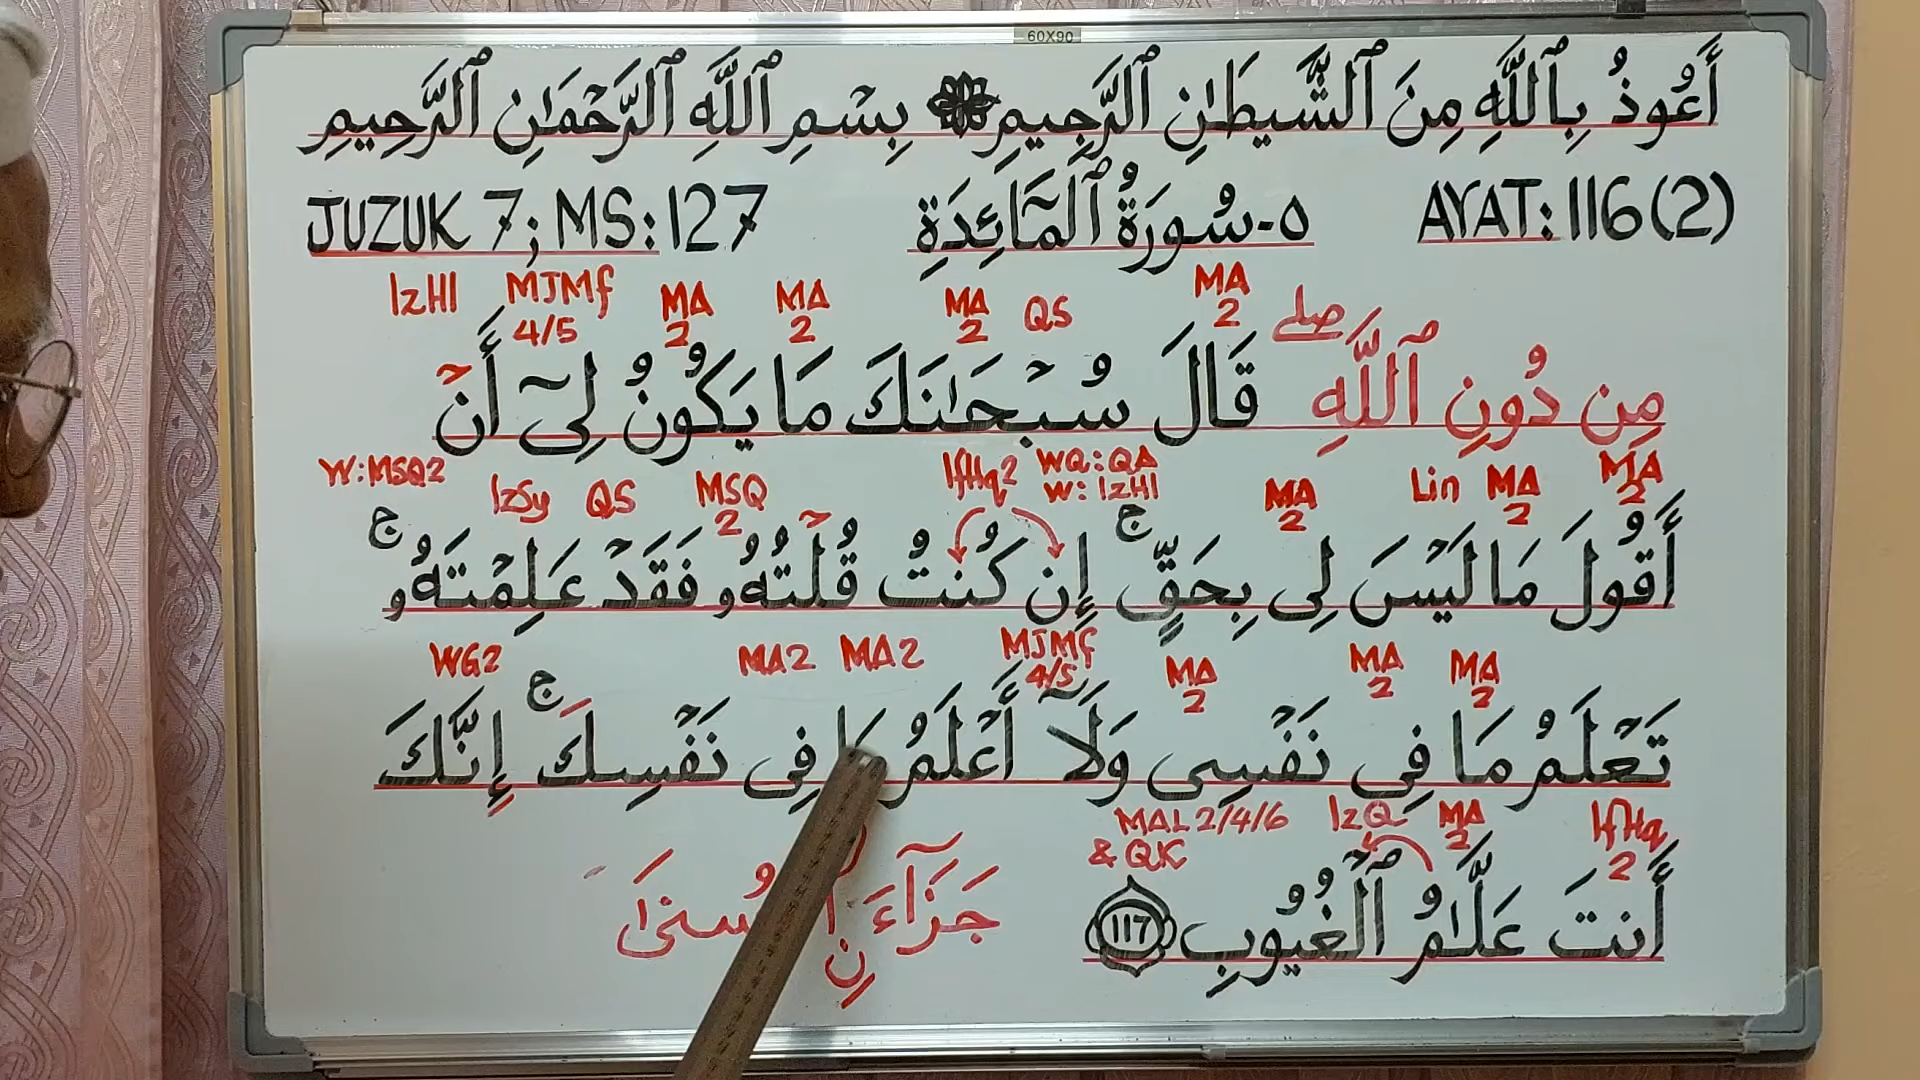 60X90
أَعُوذُ بِٱللَّهِ مِنَ ٱلشَّيطَٰنِ ٱلرَّجِيمِ ۞ بِسۡمِ ٱللَّهِ ٱلرَّحۡمَٰنِ ٱلرَّحِيمِ
JUZUK 7; MS:127 ٥-سُورَةُ ٱلۡمَآئِدَةِ AYAT:116(2)
IzHl MJMf 4/5 MA 2 MA 2 MA 2 QS MA 2
مِن دُونِ ٱللَّهِۖ قَالَ سُبۡحَٰنَكَ مَا يَكُونُ لِيٓ أَنۡ
W:MSQ2 IzSy QS MSQ 2 IfHq2 WQ:QA W:IzHl MA 2 Lin MA 2 MA 2
أَقُولَ مَا لَيۡسَ لِي بِحَقٍّۚ إِن كُنتُ قُلۡتُهُۥ فَقَدۡ عَلِمۡتَهُۥۚ
WG2 MA2 MA2 MJMf 4/5 MA 2 MA 2 MA 2
تَعۡلَمُ مَا فِي نَفۡسِي وَلَآ أَعۡلَمُ مَا فِي نَفۡسِكَۚ إِنَّكَ
MAL 2/4/6 & QK IzQ MA 2 IfHq 2
أَنتَ عَلَّٰمُ ٱلۡغُيُوبِ ١١٧
جَزَآءَ